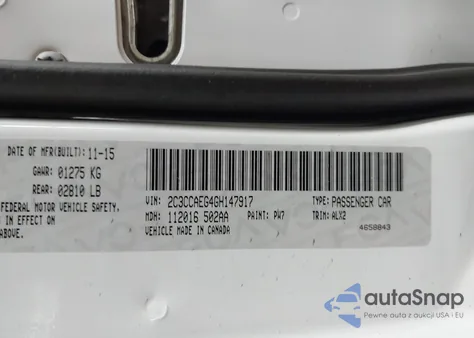 DATE OF MFR(BUILT): 11-15
GAWR: 01275 KG
REAR: 02810 LB
FEDERAL MOTOR VEHICLE SAFETY.
IN EFFECT ON
ABOVE.
VIN: 2C3CCAEG4GH147917
TYPE: PASSENGER CAR
MDH: 112016 502AA
PAINT: PW7
TRIM: ALX2
VEHICLE MADE IN CANADA
4658843
autoSnap
Pewne auta z aukcji USA i EU